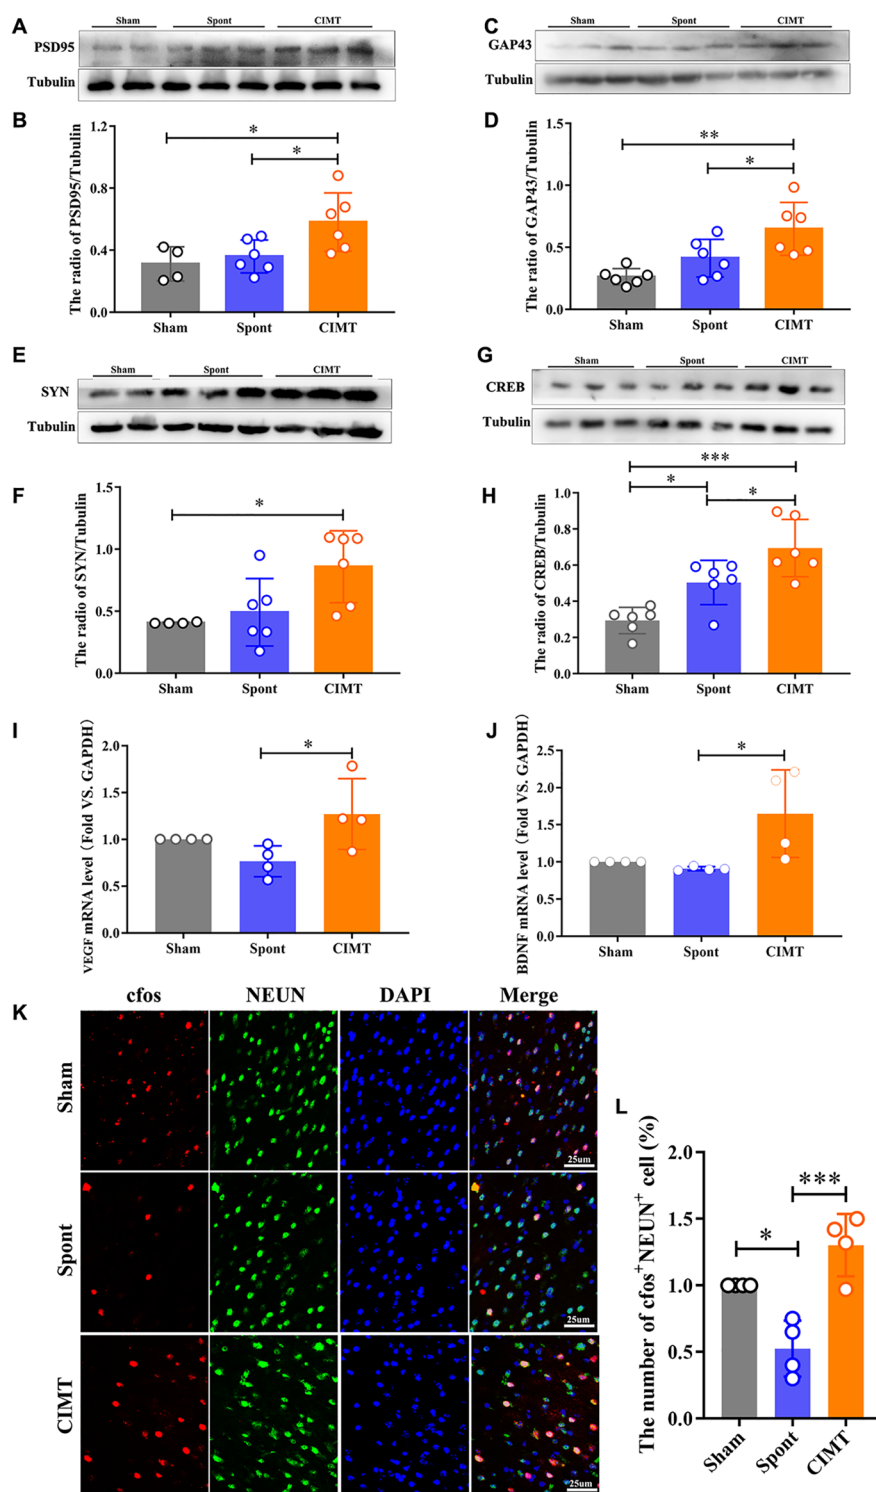 A
Sham Spont CIMT
PSD95
Tubulin
B
The radio of PSD95/Tubulin
1.2
0.8
0.4
0.0
*
*
Sham Spont CIMT
C
Sham Spont CIMT
GAP43
Tubulin
D
The ratio of GAP43/Tubulin
1.5
1.0
0.5
0.0
**
*
Sham Spont CIMT
E
Sham Spont CIMT
SYN
Tubulin
F
The radio of SYN/Tubulin
1.5
1.0
0.5
0.0
*
Sham Spont CIMT
G
Sham Spont CIMT
CREB
Tubulin
H
The radio of CREB/Tubulin
1.0
0.8
0.6
0.4
0.2
0.0
***
*
*
Sham Spont CIMT
I
VEGF mRNA level (Fold VS. GAPDH)
2.0
1.5
1.0
0.5
0.0
*
Sham Spont CIMT
J
BDNF mRNA level (Fold VS. GAPDH)
2.5
2.0
1.5
1.0
0.5
0.0
*
Sham Spont CIMT
K
cfos NEUN DAPI Merge
Sham
25um
Spont
25um
CIMT
25um
L
The number of cfos⁺NEUN⁺ cell (%)
2.0
1.5
1.0
0.5
0.0
***
*
Sham Spont CIMT